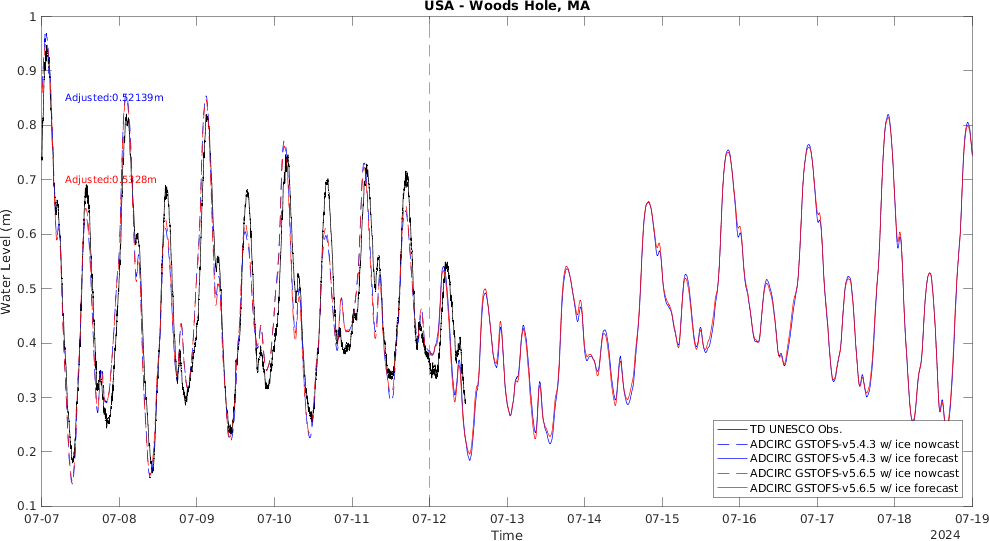 USA - Woods Hole, MA
Water Level (m)
1
0.9
0.8
0.7
0.6
0.5
0.4
0.3
0.2
0.1
Adjusted:0.52139m
Adjusted:0.5328m
TD UNESCO Obs.
ADCIRC GSTOFS-v5.4.3 w/ ice nowcast
ADCIRC GSTOFS-v5.4.3 w/ ice forecast
ADCIRC GSTOFS-v5.6.5 w/ ice nowcast
ADCIRC GSTOFS-v5.6.5 w/ ice forecast
07-07 07-08 07-09 07-10 07-11 07-12 07-13 07-14 07-15 07-16 07-17 07-18 07-19
Time
2024